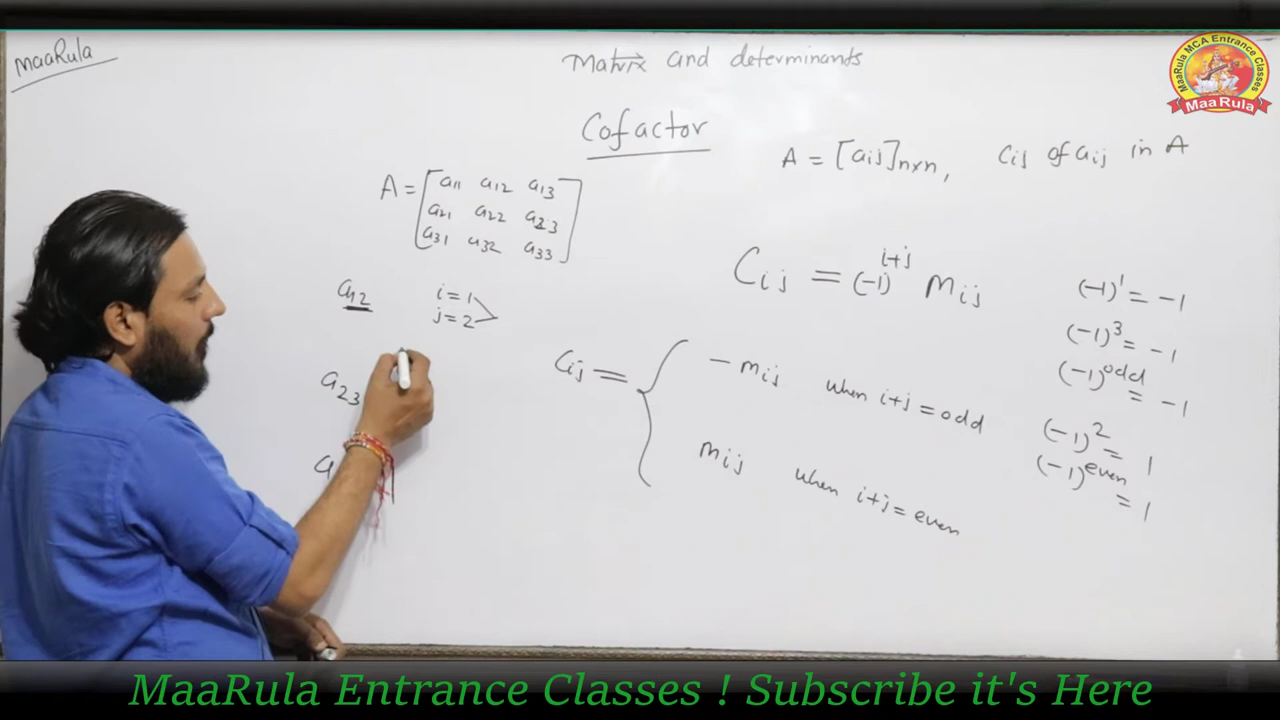 MaaRula
Matrix and determinants
MaaRula MCA Entrance Classes
MaaRula
Cofactor
A = [aij]n×n, Cij of aij in A
A = [a11 a12 a13
a21 a22 a23
a31 a32 a33]
Cij = (-1)^i+j Mij
a12 i = 1
j = 2
a23
a
Cij = { -mij when i+j = odd
mij when i+j = even
(-1)^1 = -1
(-1)^3 = -1
(-1)^odd
= -1
(-1)^2 = 1
(-1)^even
= 1
MaaRula Entrance Classes ! Subscribe it's Here